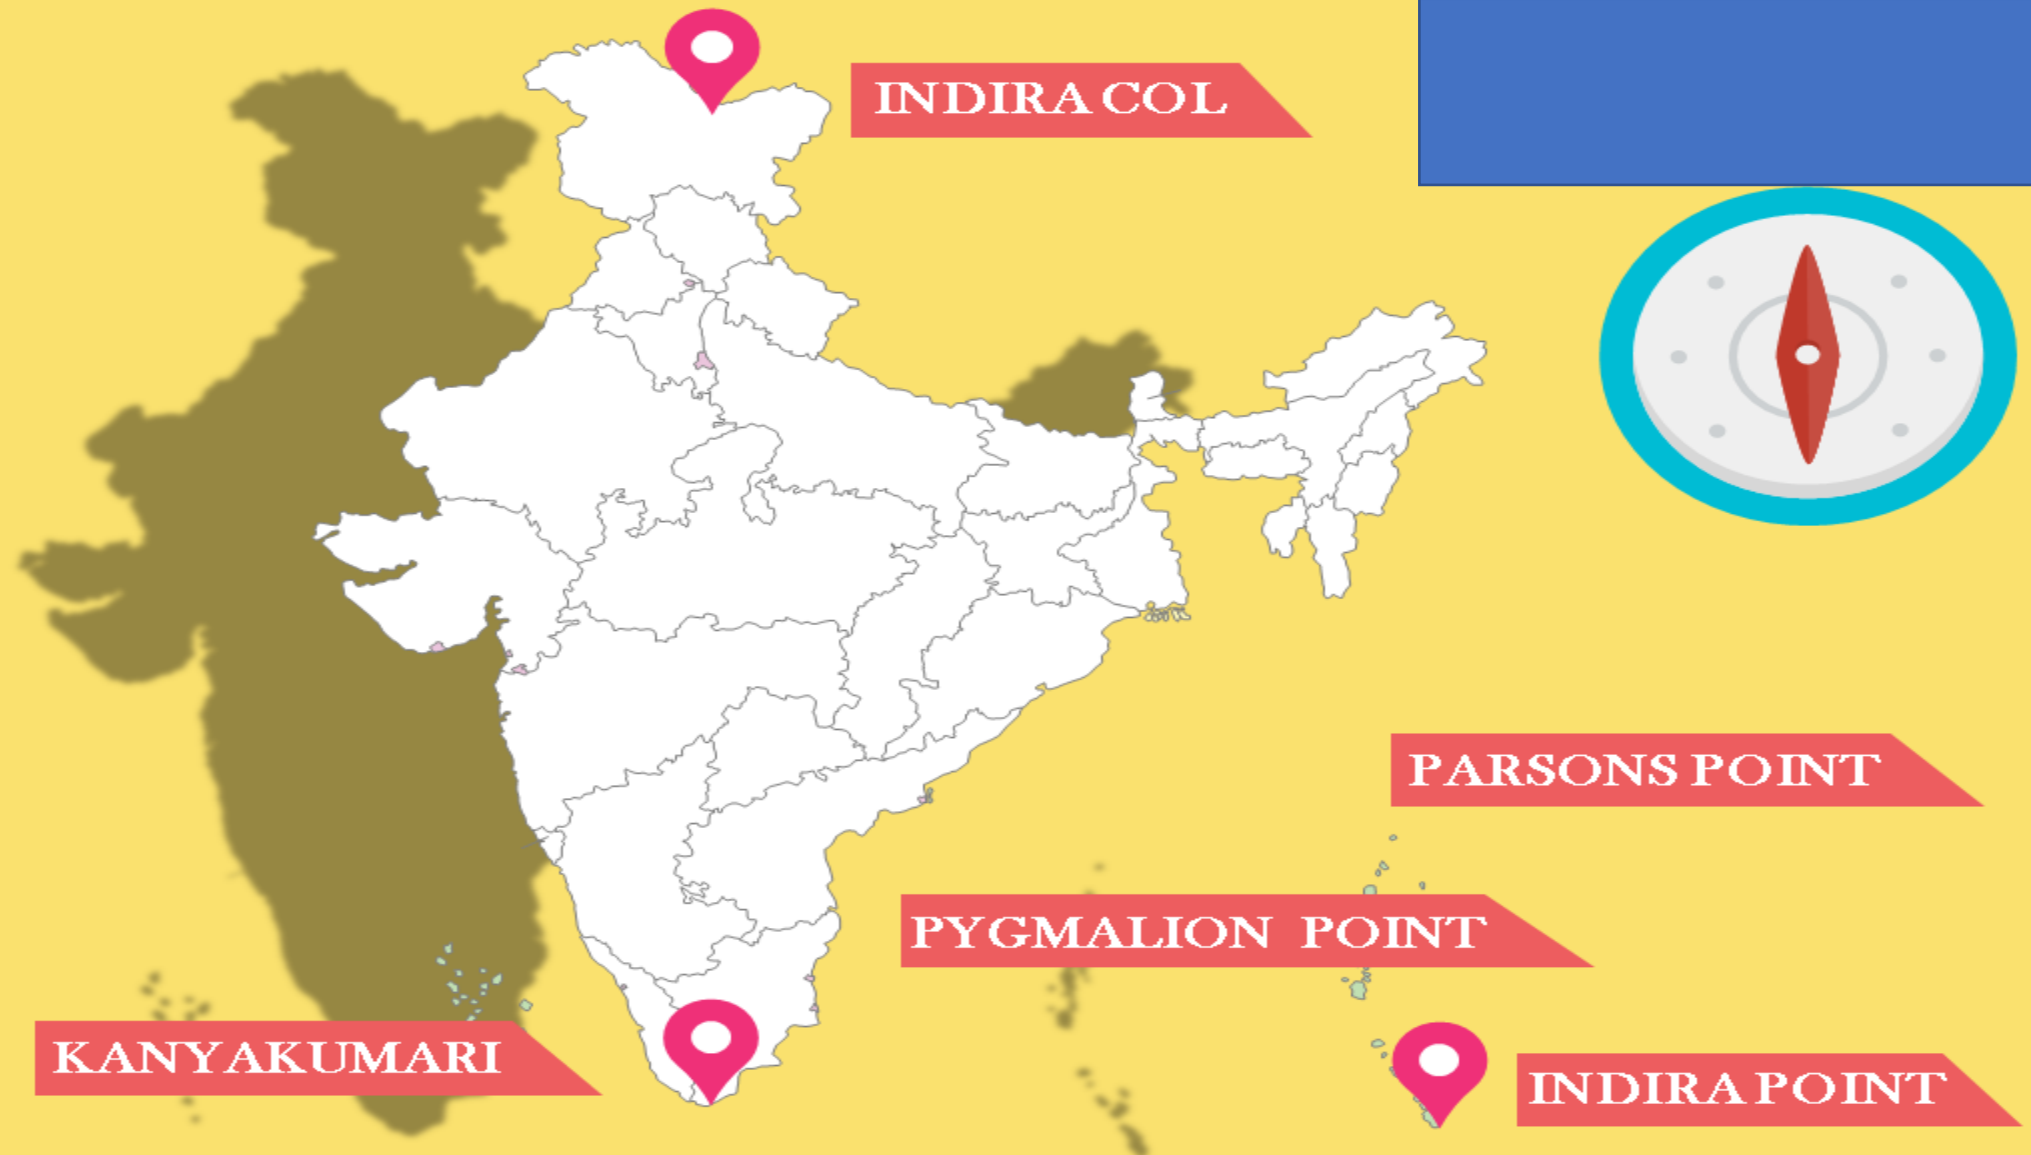 INDIRA COL
PARSONS POINT
PYGMALION POINT
KANYAKUMARI
INDIRA POINT